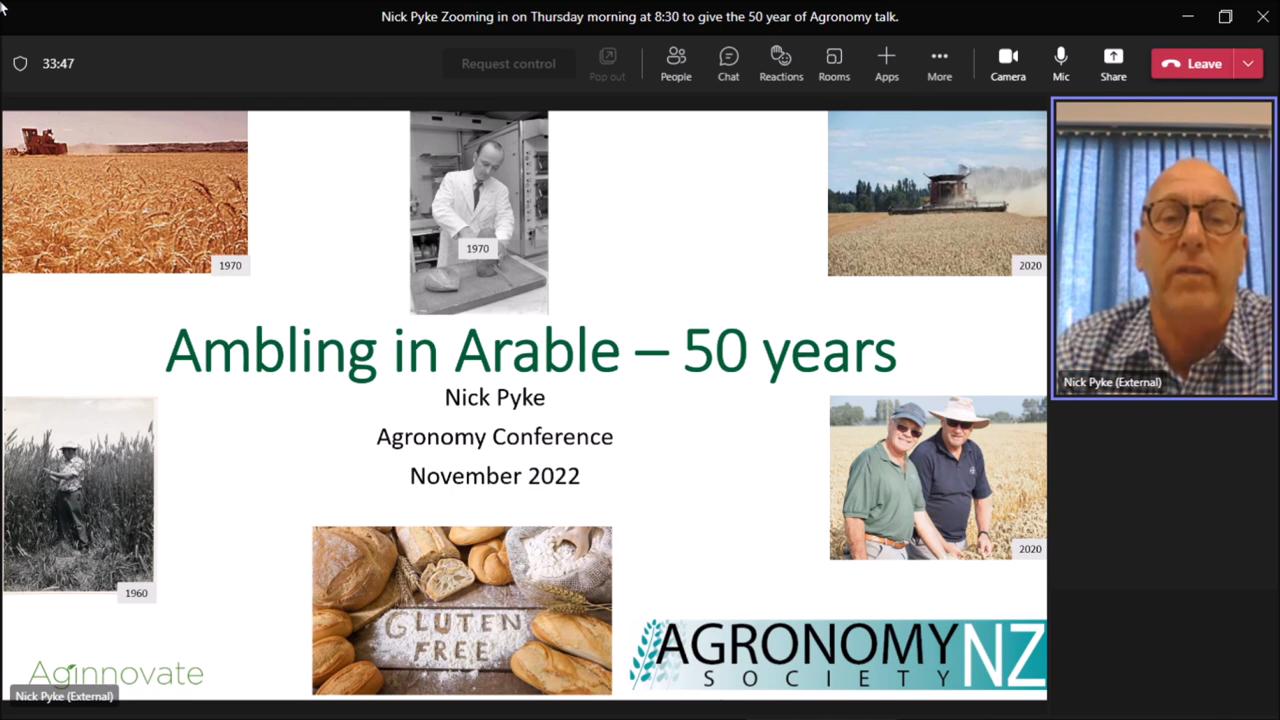 Nick Pyke Zooming in on Thursday morning at 8:30 to give the 50 year of Agronomy talk.
33:47
Request control
Pop out
People
Chat
Reactions
Rooms
Apps
More
Camera
Mic
Share
Leave
1970
1970
2020
Ambling in Arable – 50 years
Nick Pyke
Agronomy Conference
November 2022
Nick Pyke (External)
1960
2020
GLUTEN
FREE
AGRONOMY NZ
SOCIETY
Aginnovate
Nick Pyke (External)